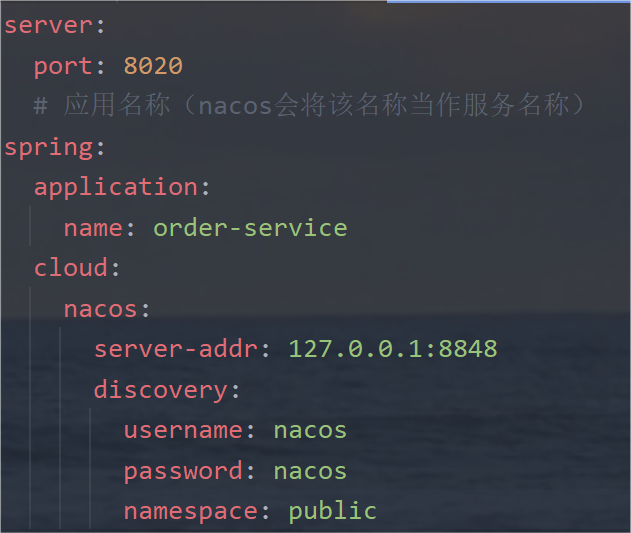 server:
  port: 8020
  # 应用名称（nacos会将该名称当作服务名称）
spring:
  application:
    name: order-service
  cloud:
    nacos:
      server-addr: 127.0.0.1:8848
      discovery:
        username: nacos
        password: nacos
        namespace: public